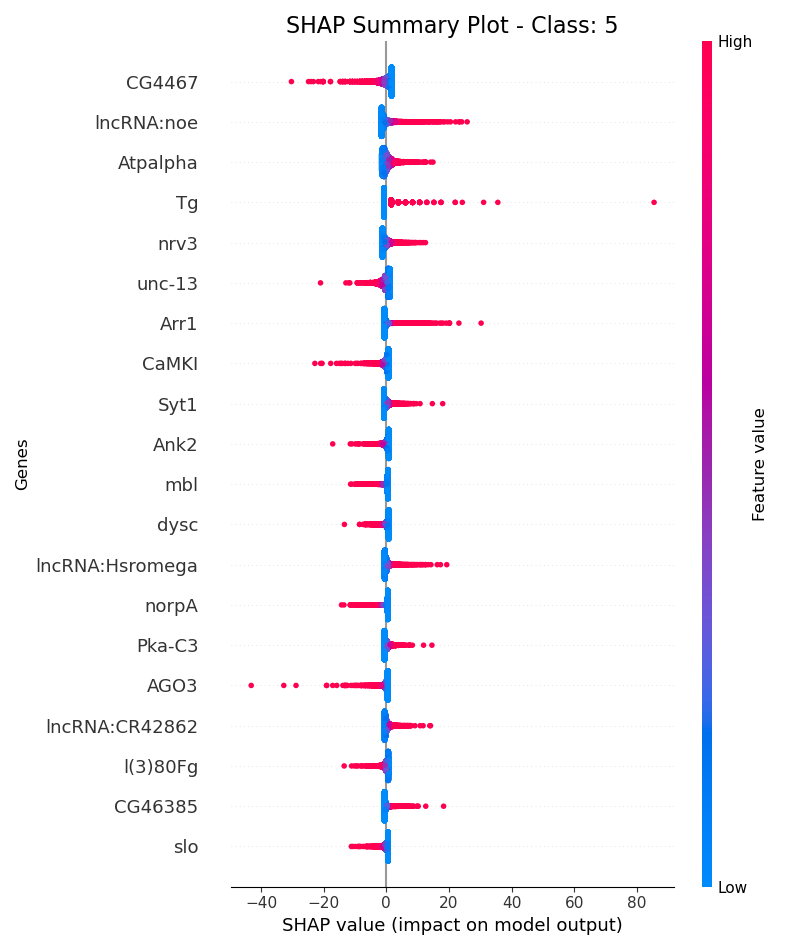 SHAP Summary Plot - Class: 5
High
CG4467
lncRNA:noe
Atpalpha
Tg
nrv3
unc-13
Arr1
CaMKI
Syt1
Ank2
mbl
dysc
lncRNA:Hsromega
norpA
Pka-C3
AGO3
lncRNA:CR42862
l(3)80Fg
CG46385
slo
Genes
Feature value
Low
−40 −20 0 20 40 60 80
SHAP value (impact on model output)